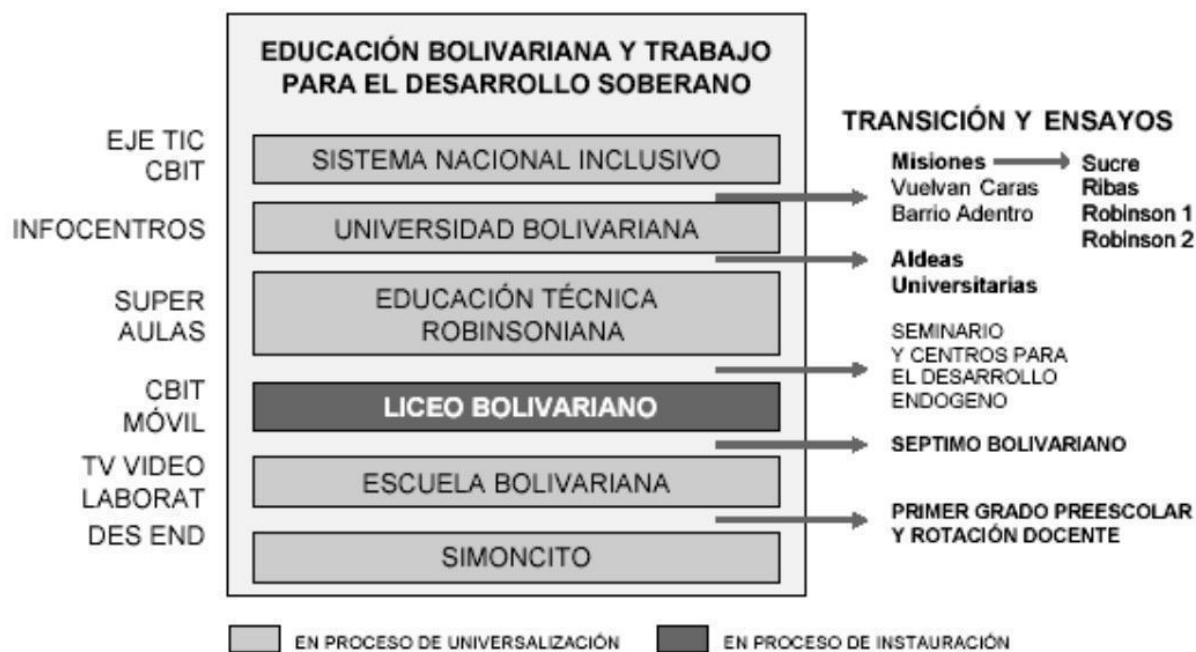 EDUCACIÓN BOLIVARIANA Y TRABAJO
PARA EL DESARROLLO SOBERANO
EJE TIC
CBIT
INFOCENTROS
SUPER
AULAS
CBIT
MÓVIL
TV VIDEO
LABORAT
DES END
SISTEMA NACIONAL INCLUSIVO
UNIVERSIDAD BOLIVARIANA
EDUCACIÓN TÉCNICA
ROBINSONIANA
LICEO BOLIVARIANO
ESCUELA BOLIVARIANA
SIMONCITO
TRANSICIÓN Y ENSAYOS
Misiones
Vuelvan Caras
Barrio Adentro
Sucre
Ribas
Robinson 1
Robinson 2
Aldeas
Universitarias
SEMINARIO
Y CENTROS PARA
EL DESARROLLO
ENDOGENO
SEPTIMO BOLIVARIANO
PRIMER GRADO PREESCOLAR
Y ROTACIÓN DOCENTE
EN PROCESO DE UNIVERSALIZACIÓN
EN PROCESO DE INSTAURACIÓN